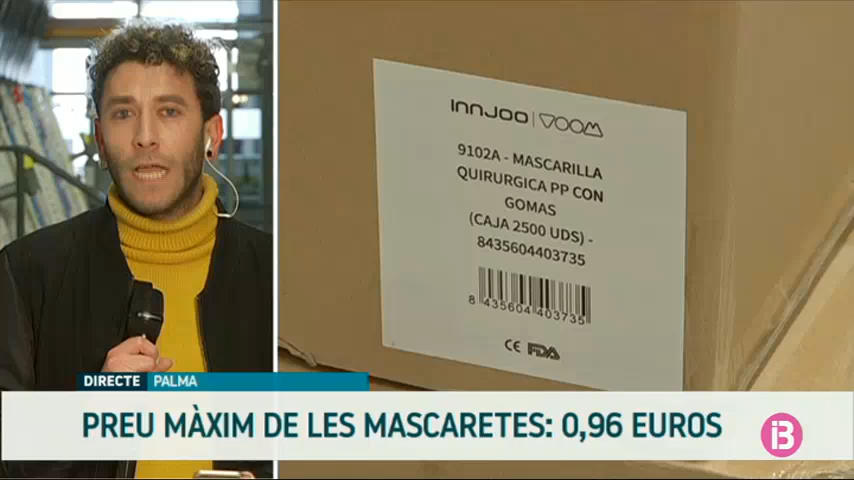 INNJOO | VOOM
9102A - MASCARILLA
QUIRURGICA PP CON
GOMAS
(CAJA 2500 UDS) -
8435604403735
8 435604 403735
CE FDA
DIRECTE PALMA
PREU MÀXIM DE LES MASCARETES: 0,96 EUROS
IB